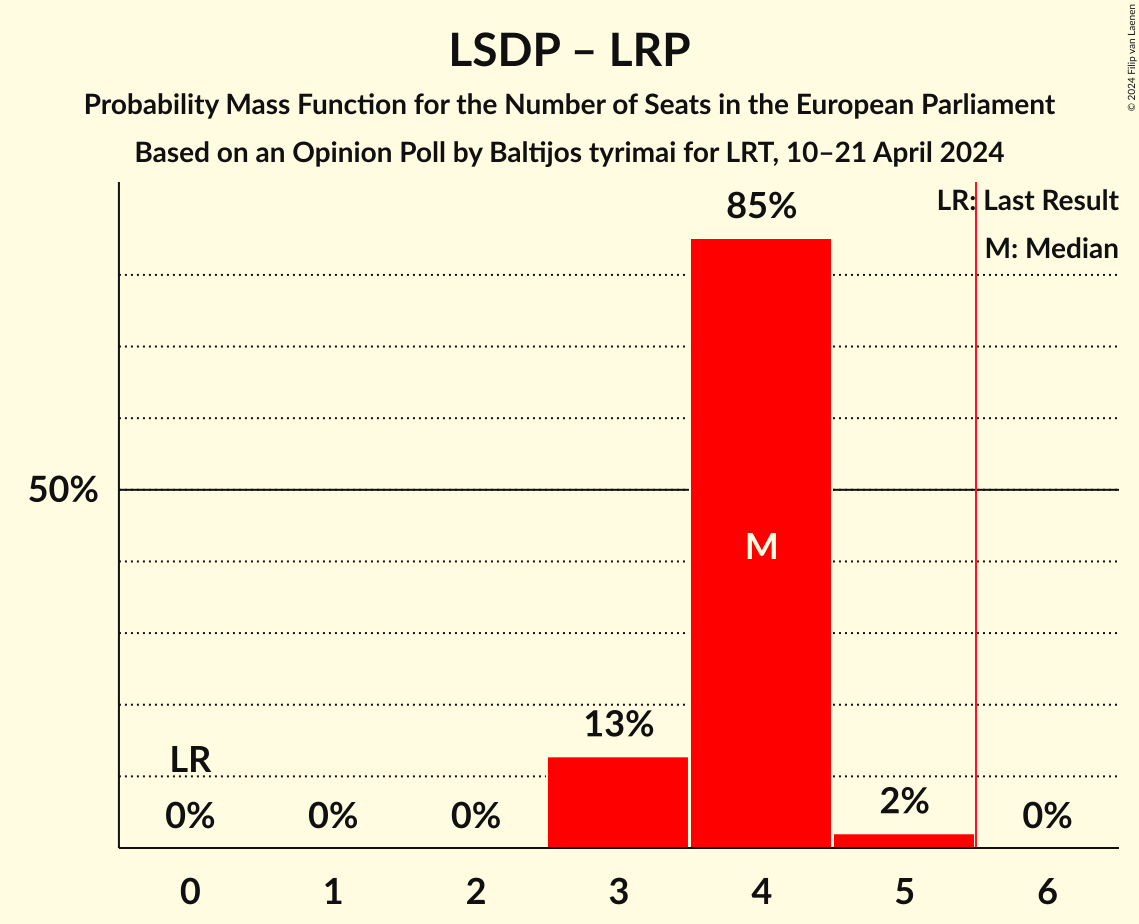 LSDP – LRP
Probability Mass Function for the Number of Seats in the European Parliament
Based on an Opinion Poll by Baltijos tyrimai for LRT, 10–21 April 2024
© 2024 Filip van Laenen
LR: Last Result
M: Median
85%
50%
M
13%
LR
2%
0% 0% 0% 0%
0 1 2 3 4 5 6